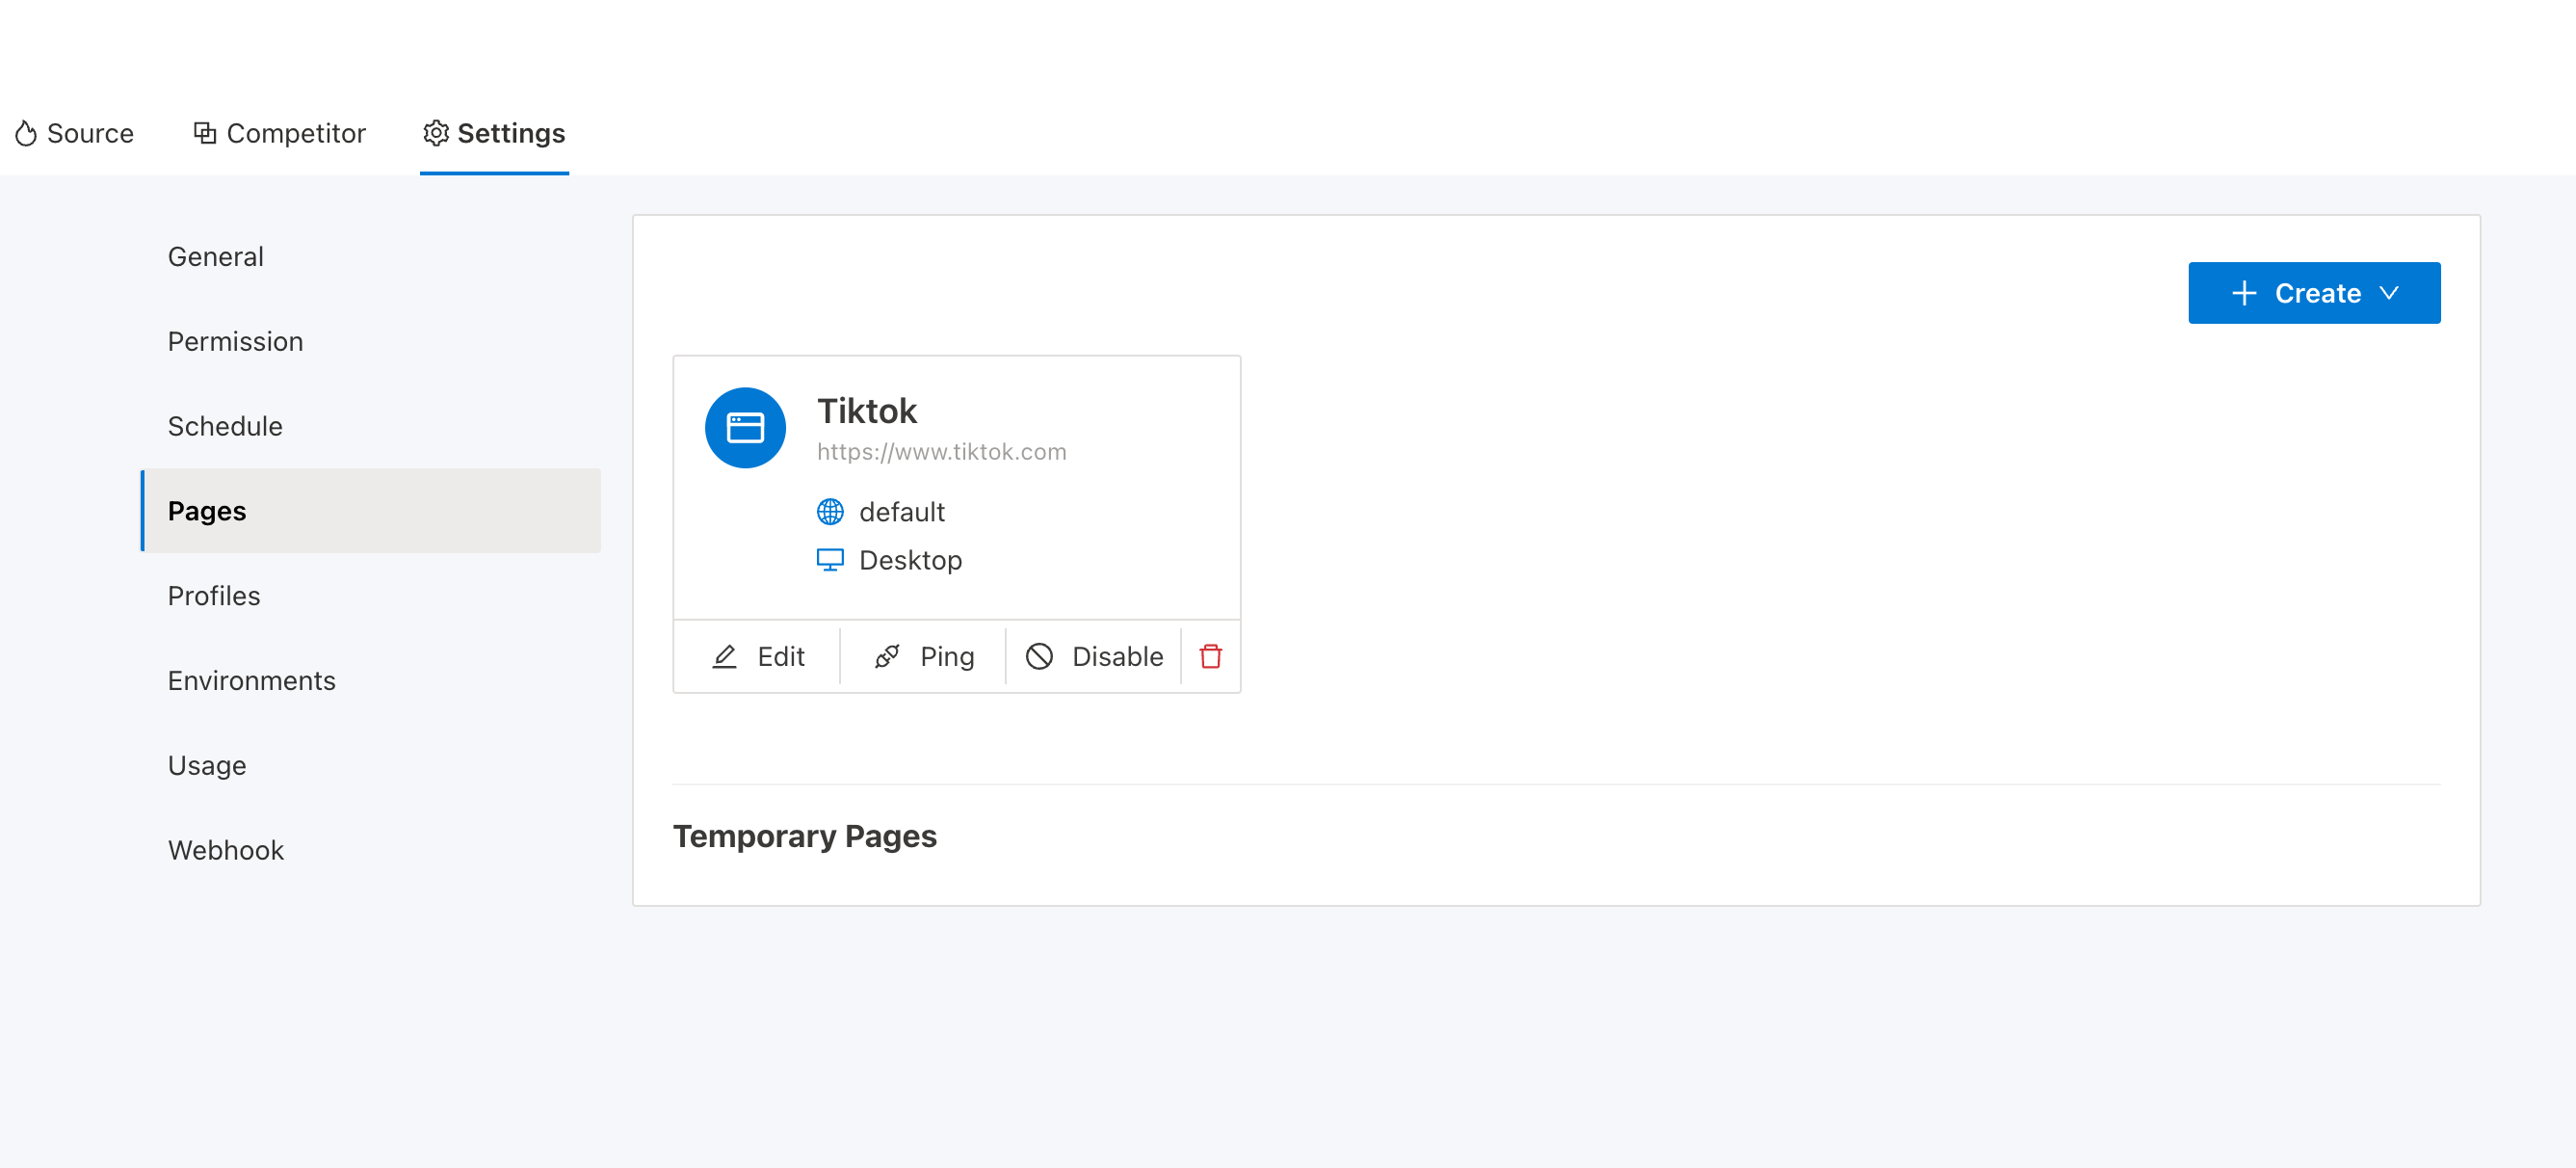 Source
Competitor
Settings
General
Permission
Schedule
Pages
Profiles
Environments
Usage
Webhook
Create
Tiktok
https://www.tiktok.com
default
Desktop
Edit
Ping
Disable
Temporary Pages